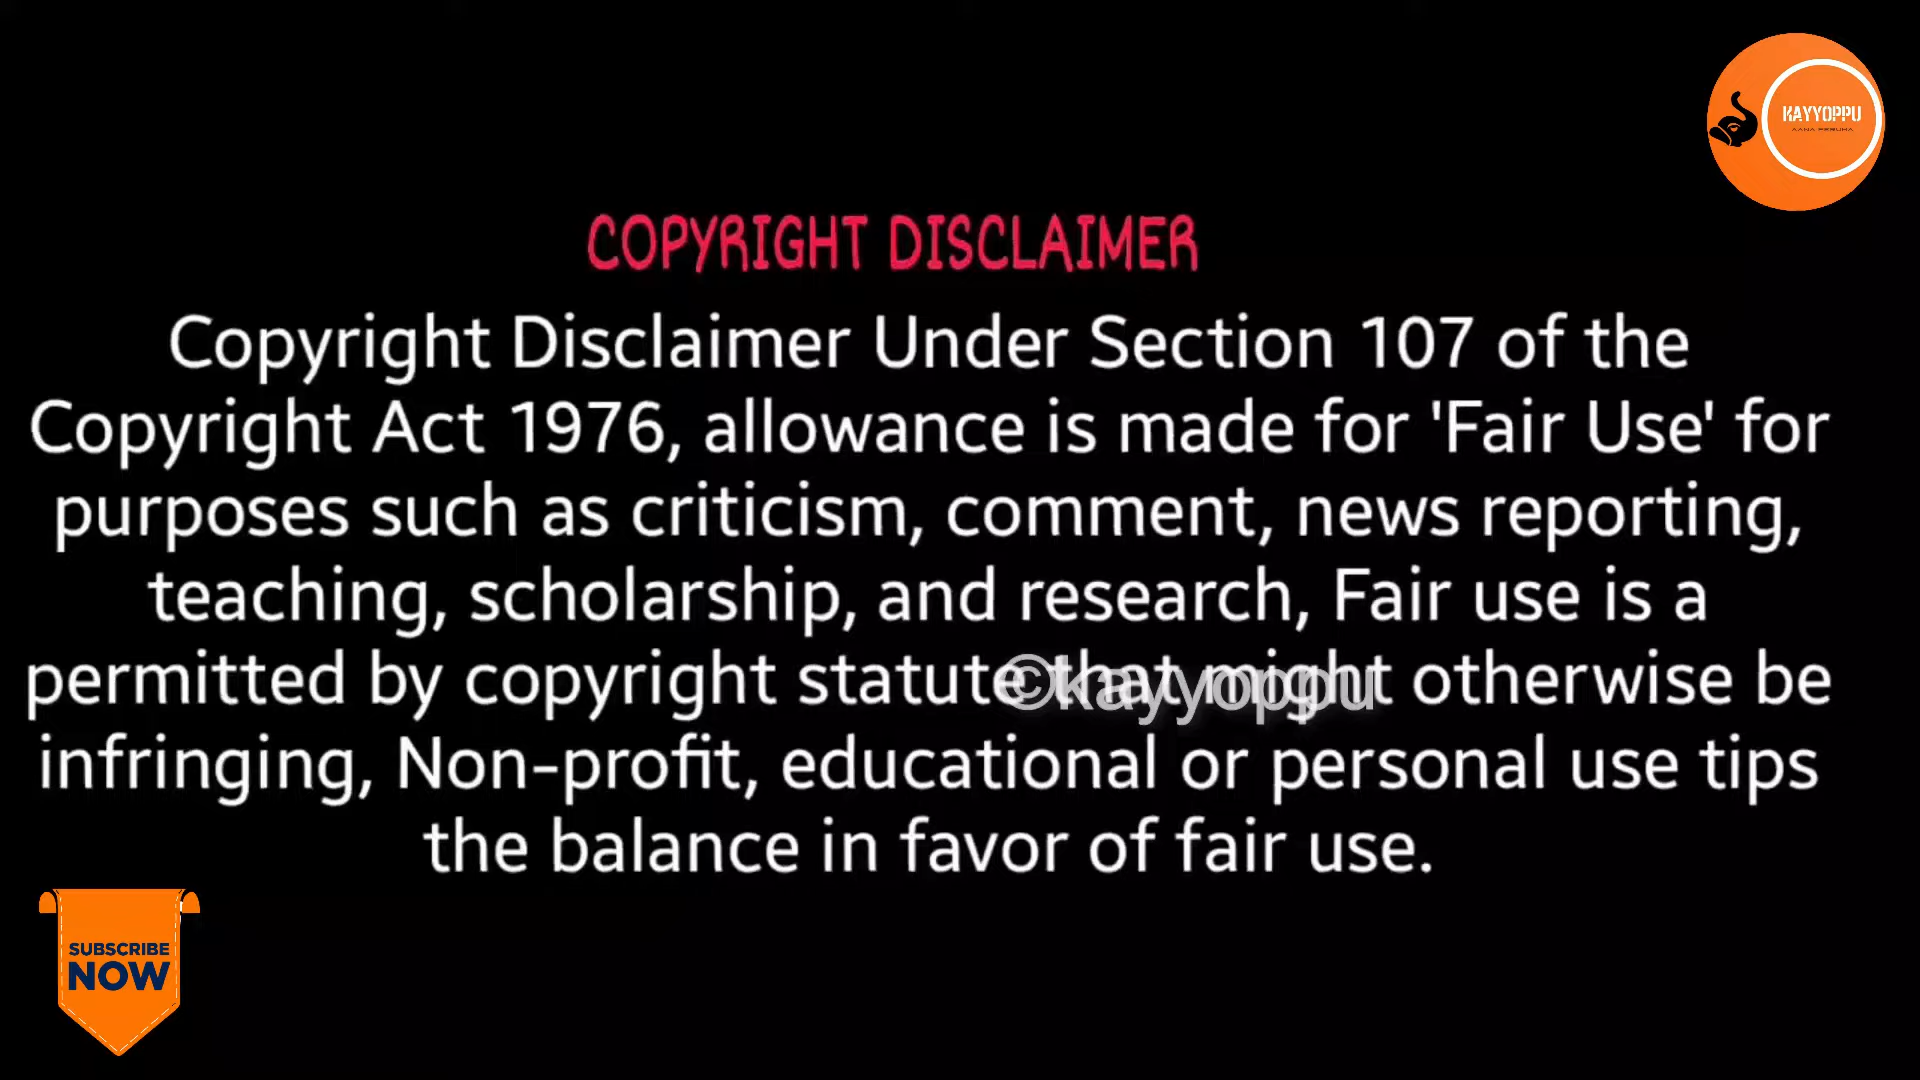 KAYYOPPU
AANA PERUMA
COPYRIGHT DISCLAIMER
Copyright Disclaimer Under Section 107 of the
Copyright Act 1976, allowance is made for 'Fair Use' for
purposes such as criticism, comment, news reporting,
teaching, scholarship, and research, Fair use is a
permitted by copyright statute that might otherwise be
©kayyoppu
infringing, Non-profit, educational or personal use tips
the balance in favor of fair use.
SUBSCRIBE
NOW